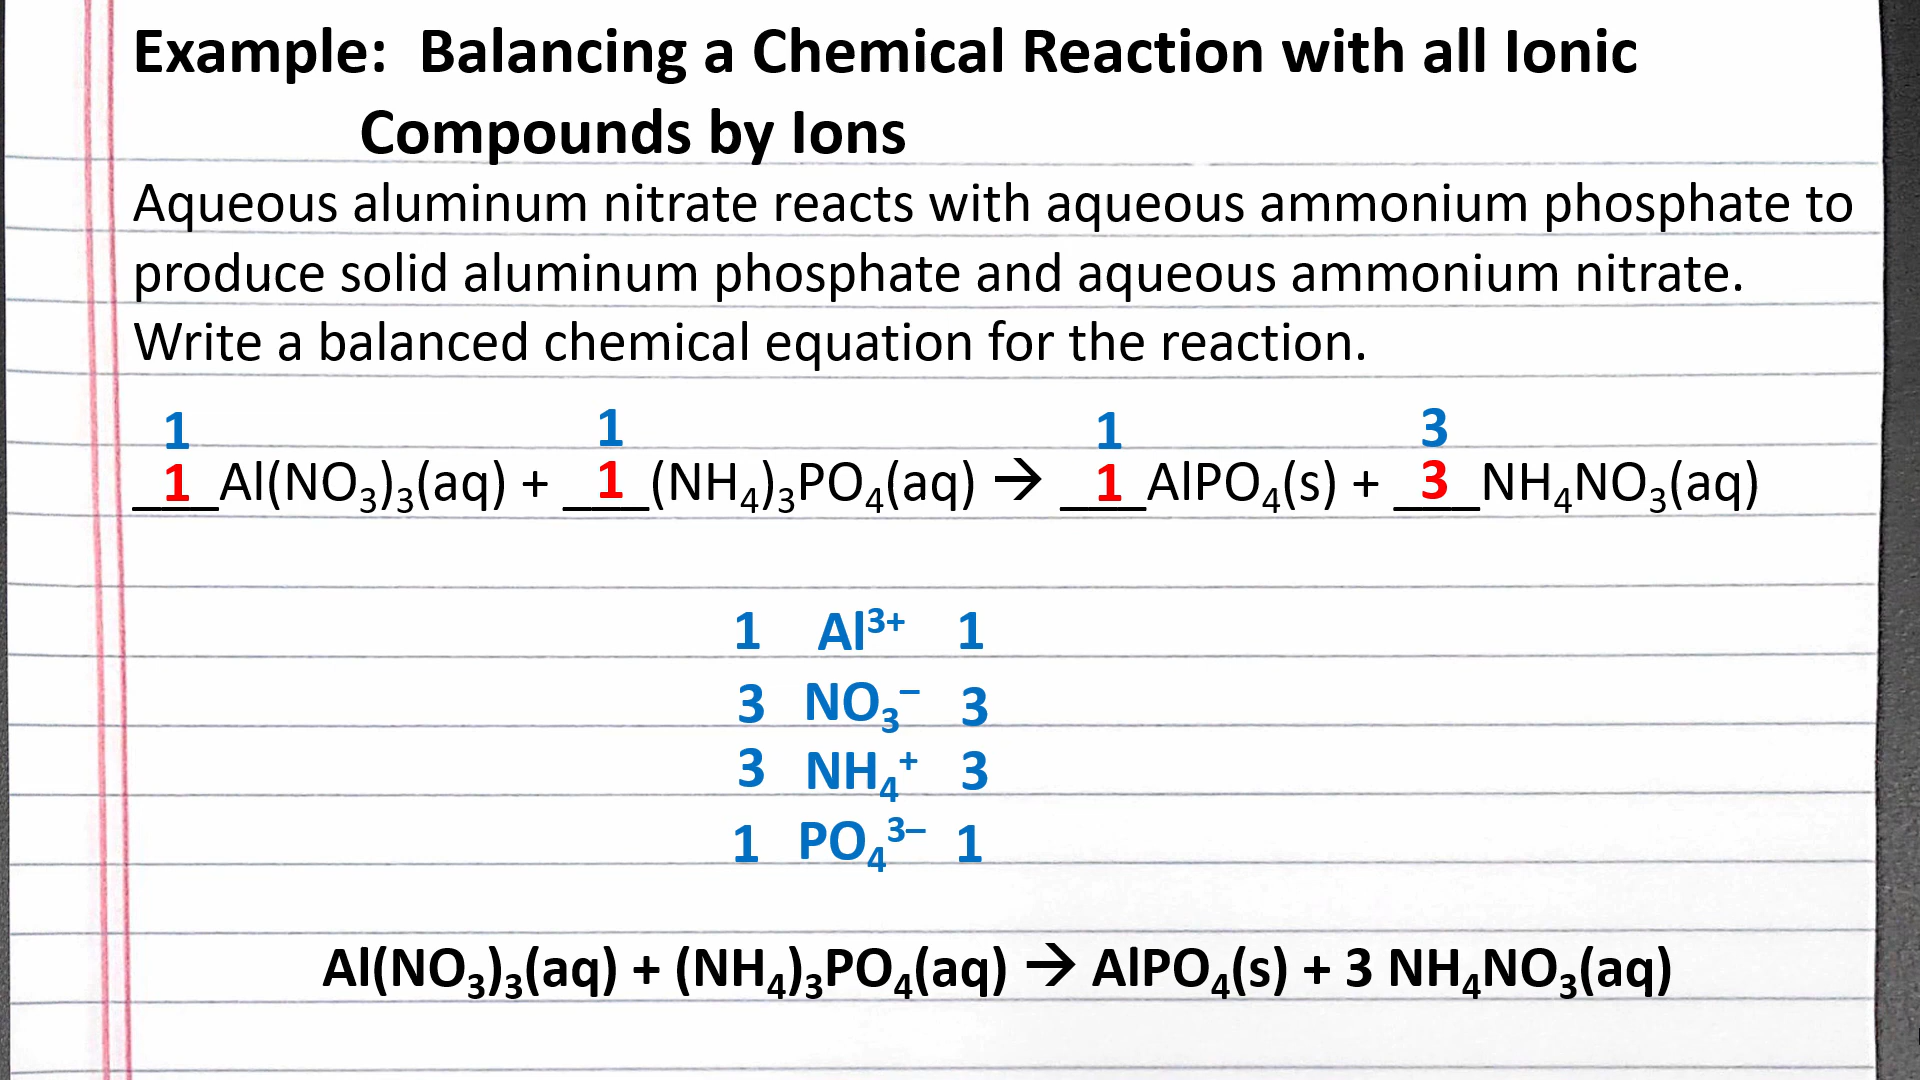 Example: Balancing a Chemical Reaction with all Ionic
Compounds by Ions
Aqueous aluminum nitrate reacts with aqueous ammonium phosphate to
produce solid aluminum phosphate and aqueous ammonium nitrate.
Write a balanced chemical equation for the reaction.
1 1 1 3
1 Al(NO₃)₃(aq) + 1 (NH₄)₃PO₄(aq) → 1 AlPO₄(s) + 3 NH₄NO₃(aq)
1 Al³⁺ 1
3 NO₃⁻ 3
3 NH₄⁺ 3
1 PO₄³⁻ 1
Al(NO₃)₃(aq) + (NH₄)₃PO₄(aq) → AlPO₄(s) + 3 NH₄NO₃(aq)